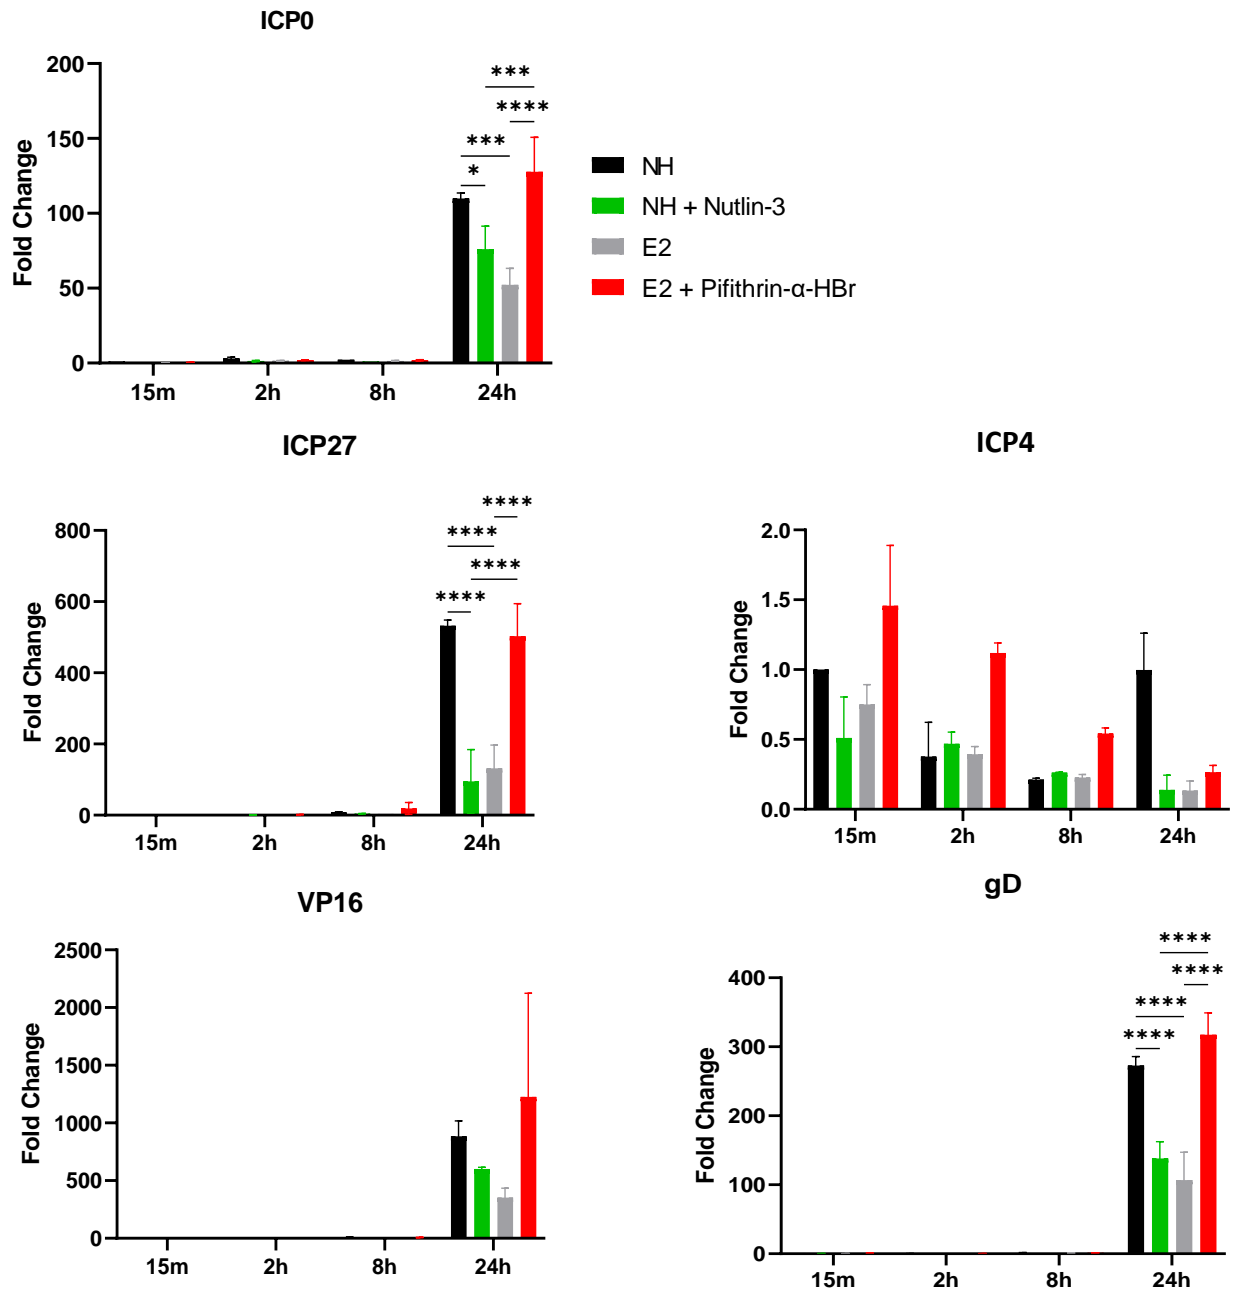 ICP0
200
150
100
50
0
Fold Change
***
****
***
*
15m 2h 8h 24h
NH
NH + Nutlin-3
E2
E2 + Pifithrin-α-HBr
ICP27
800
600
400
200
0
Fold Change
****
****
****
****
15m 2h 8h 24h
ICP4
2.0
1.5
1.0
0.5
0.0
Fold Change
15m 2h 8h 24h
VP16
2500
2000
1500
1000
500
0
Fold Change
15m 2h 8h 24h
gD
400
300
200
100
0
Fold Change
****
****
****
****
15m 2h 8h 24h